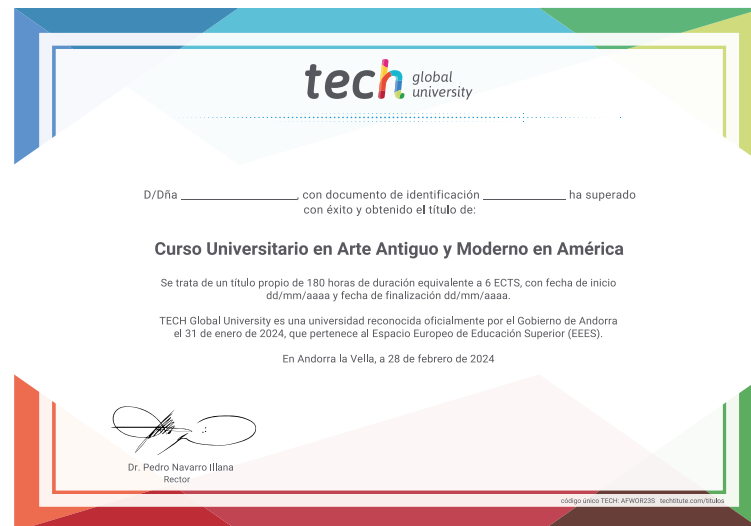 tech global
university
D/Dña ____________________, con documento de identificación ______________ ha superado
con éxito y obtenido el título de:
Curso Universitario en Arte Antiguo y Moderno en América
Se trata de un título propio de 180 horas de duración equivalente a 6 ECTS, con fecha de inicio
dd/mm/aaaa y fecha de finalización dd/mm/aaaa.
TECH Global University es una universidad reconocida oficialmente por el Gobierno de Andorra
el 31 de enero de 2024, que pertenece al Espacio Europeo de Educación Superior (EEES).
En Andorra la Vella, a 28 de febrero de 2024
Dr. Pedro Navarro Illana
Rector
código único TECH: AFWOR23S techtitute.com/titulos